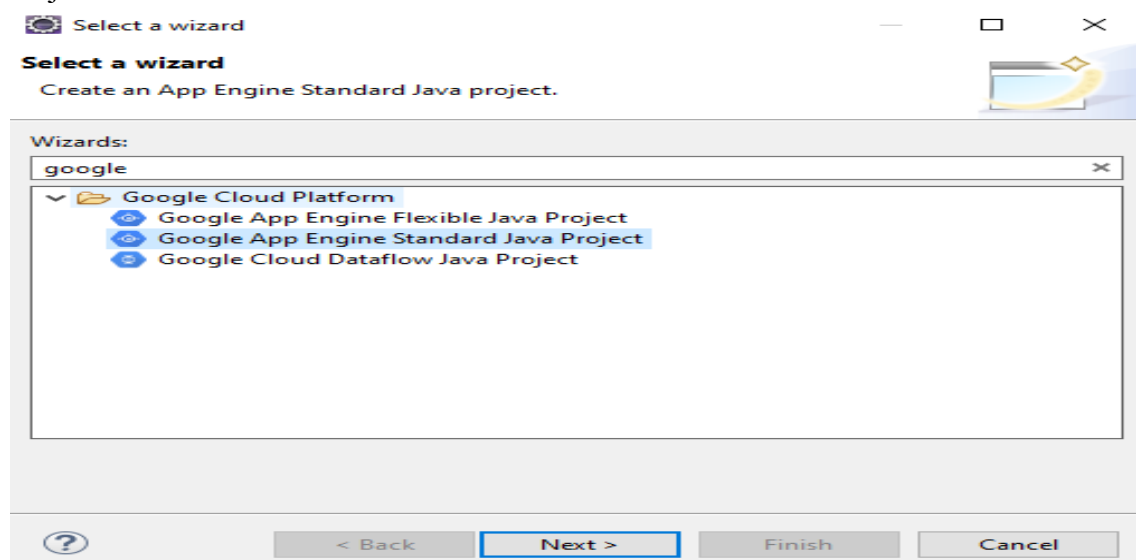 Select a wizard
Select a wizard
Create an App Engine Standard Java project.
Wizards:
google
Google Cloud Platform
Google App Engine Flexible Java Project
Google App Engine Standard Java Project
Google Cloud Dataflow Java Project
< Back Next > Finish Cancel